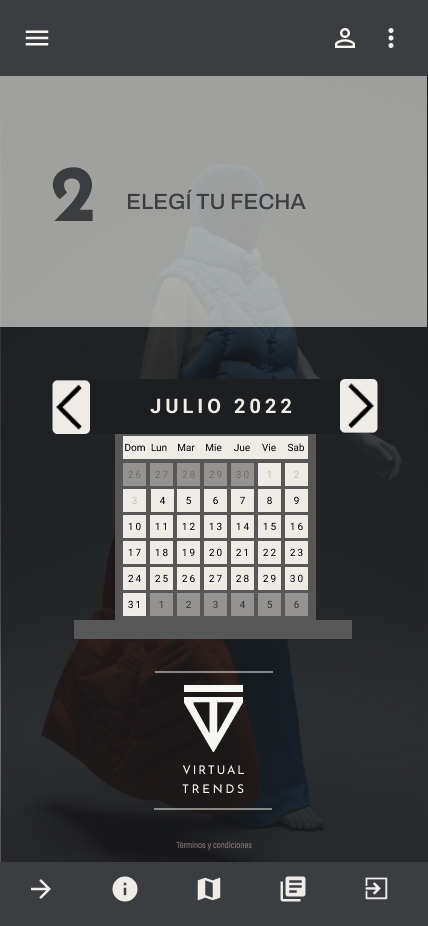 2 ELEGÍ TU FECHA
JULIO 2022
Dom Lun Mar Mie Jue Vie Sab
26 27 28 29 30 1 2
3 4 5 6 7 8 9
10 11 12 13 14 15 16
17 18 19 20 21 22 23
24 25 26 27 28 29 30
31 1 2 3 4 5 6
VIRTUAL
TRENDS
Términos y condiciones